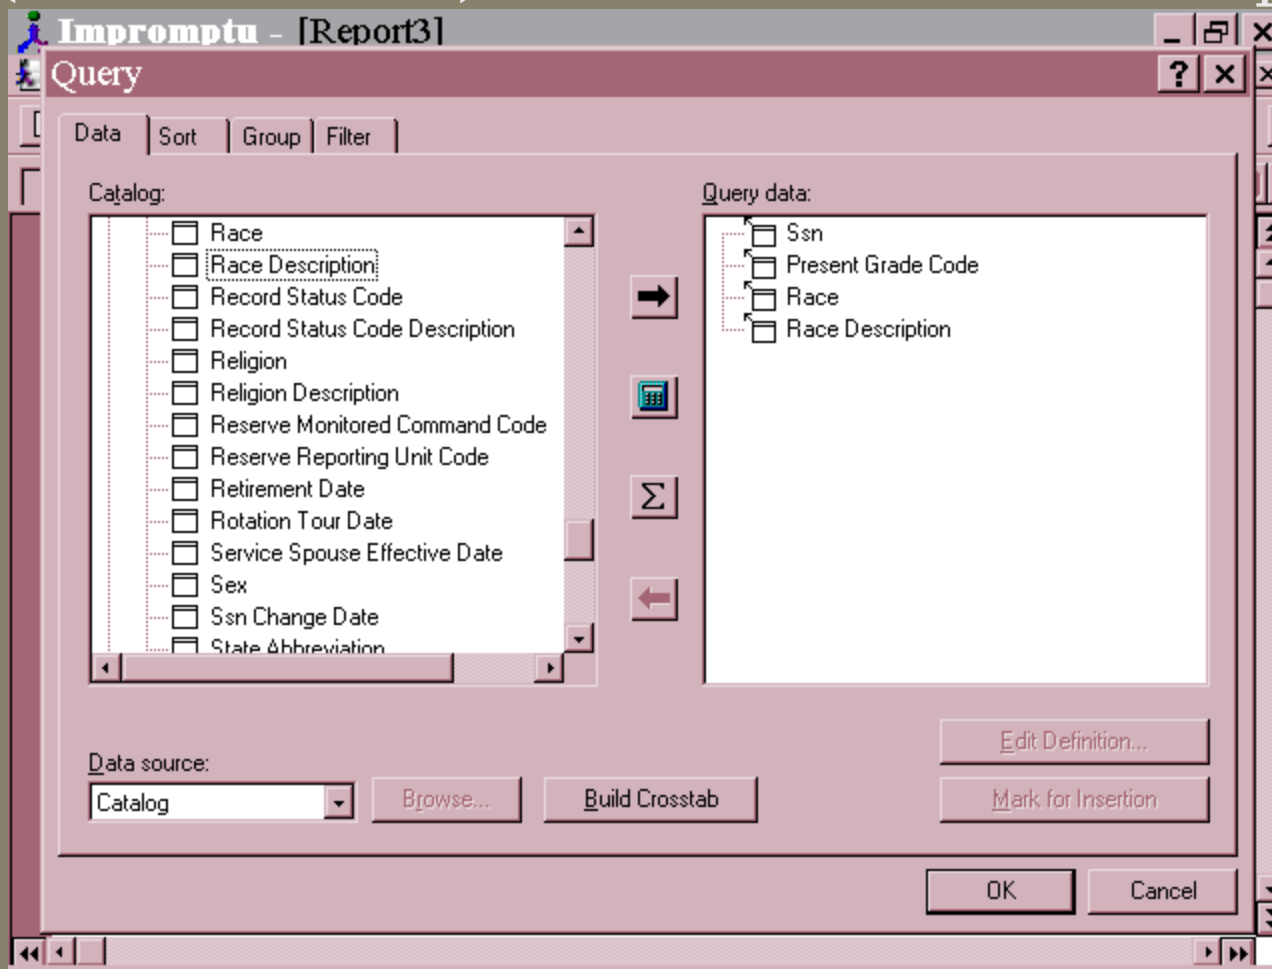 Impromptu - [Report3]
Query
Data Sort Group Filter
Catalog:
Race
Race Description
Record Status Code
Record Status Code Description
Religion
Religion Description
Reserve Monitored Command Code
Reserve Reporting Unit Code
Retirement Date
Rotation Tour Date
Service Spouse Effective Date
Sex
Ssn Change Date
State Abbreviation
Query data:
Ssn
Present Grade Code
Race
Race Description
Σ
Edit Definition...
Data source:
Catalog
Browse...
Build Crosstab
Mark for Insertion
OK
Cancel